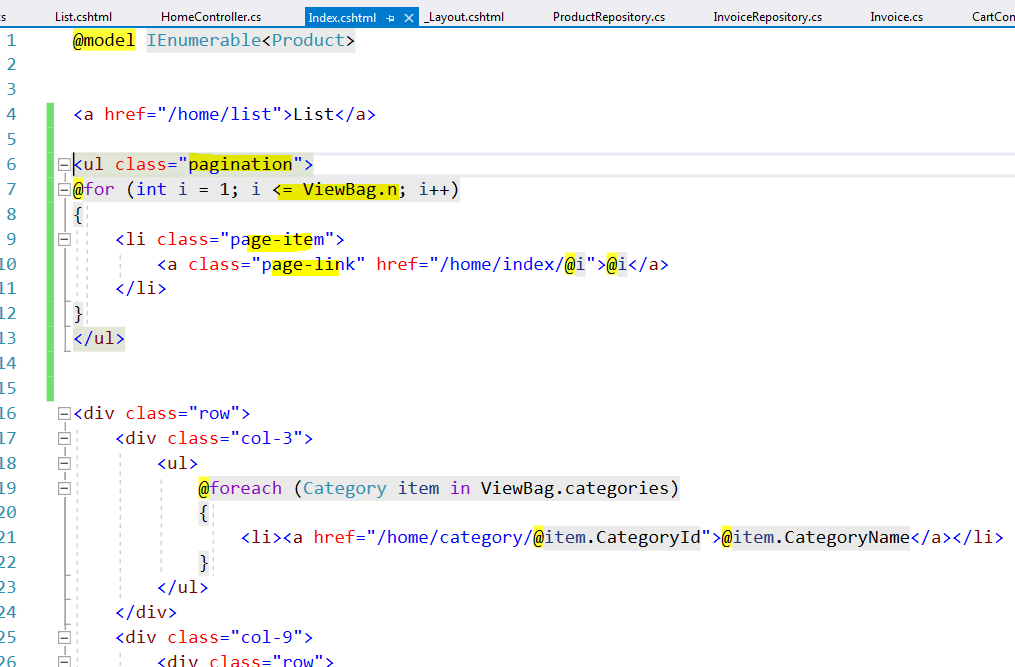 cs List.cshtml HomeController.cs Index.cshtml _Layout.cshtml ProductRepository.cs InvoiceRepository.cs Invoice.cs CartCon
1 @model IEnumerable<Product>
2
3
4 <a href="/home/list">List</a>
5
6 <ul class="pagination">
7 @for (int i = 1; i <= ViewBag.n; i++)
8 {
9 <li class="page-item">
10 <a class="page-link" href="/home/index/@i">@i</a>
11 </li>
12 }
13 </ul>
14
15
16 <div class="row">
17 <div class="col-3">
18 <ul>
19 @foreach (Category item in ViewBag.categories)
20 {
21 <li><a href="/home/category/@item.CategoryId">@item.CategoryName</a></li>
22 }
23 </ul>
24 </div>
25 <div class="col-9">
26 <div class="row">